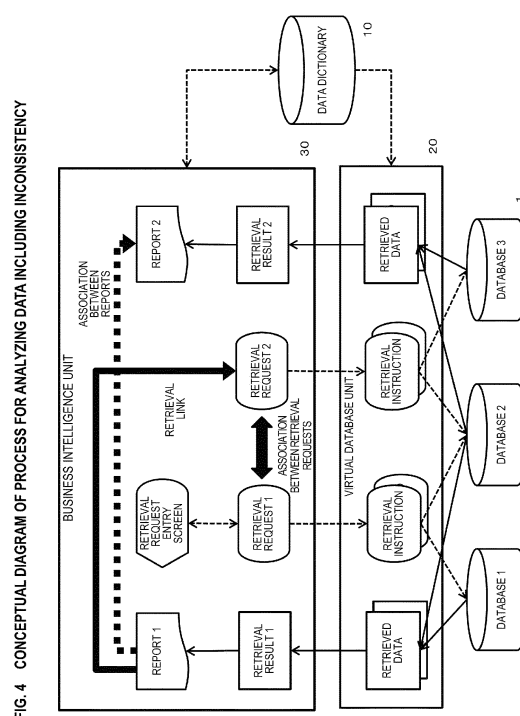 FIG. 4 CONCEPTUAL DIAGRAM OF PROCESS FOR ANALYZING DATA INCLUDING INCONSISTENCY
BUSINESS INTELLIGENCE UNIT
ASSOCIATION
BETWEEN
REPORTS
REPORT 1
RETRIEVAL
REQUEST
ENTRY
SCREEN
RETRIEVAL
LINK
REPORT 2
RETRIEVAL
RESULT 1
RETRIEVAL
REQUEST 1
ASSOCIATION
BETWEEN RETRIEVAL
REQUESTS
RETRIEVAL
REQUEST 2
RETRIEVAL
RESULT 2
30
DATA DICTIONARY
10
VIRTUAL DATABASE UNIT
RETRIEVED
DATA
RETRIEVAL
INSTRUCTION
RETRIEVAL
INSTRUCTION
RETRIEVED
DATA
20
DATABASE 1
DATABASE 2
DATABASE 3